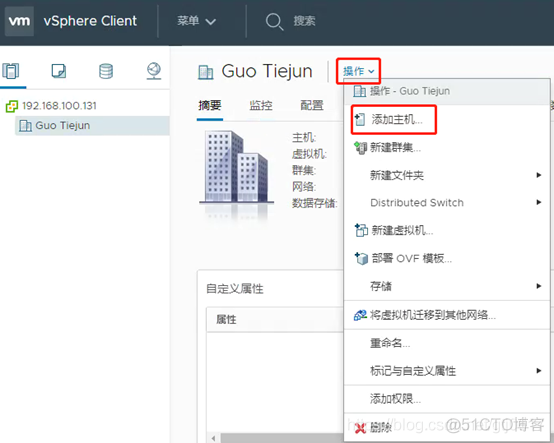 vm vSphere Client 菜单 搜索
192.168.100.131
Guo Tiejun
Guo Tiejun 操作
摘要 监控 配置
主机:
虚拟机:
群集:
网络:
数据存储:
自定义属性
属性
操作 - Guo Tiejun
添加主机...
新建群集...
新建文件夹
Distributed Switch
新建虚拟机...
部署 OVF 模板...
存储
将虚拟机迁移到其他网络...
重命名...
标记与自定义属性
添加权限...
删除
@51CTO博客